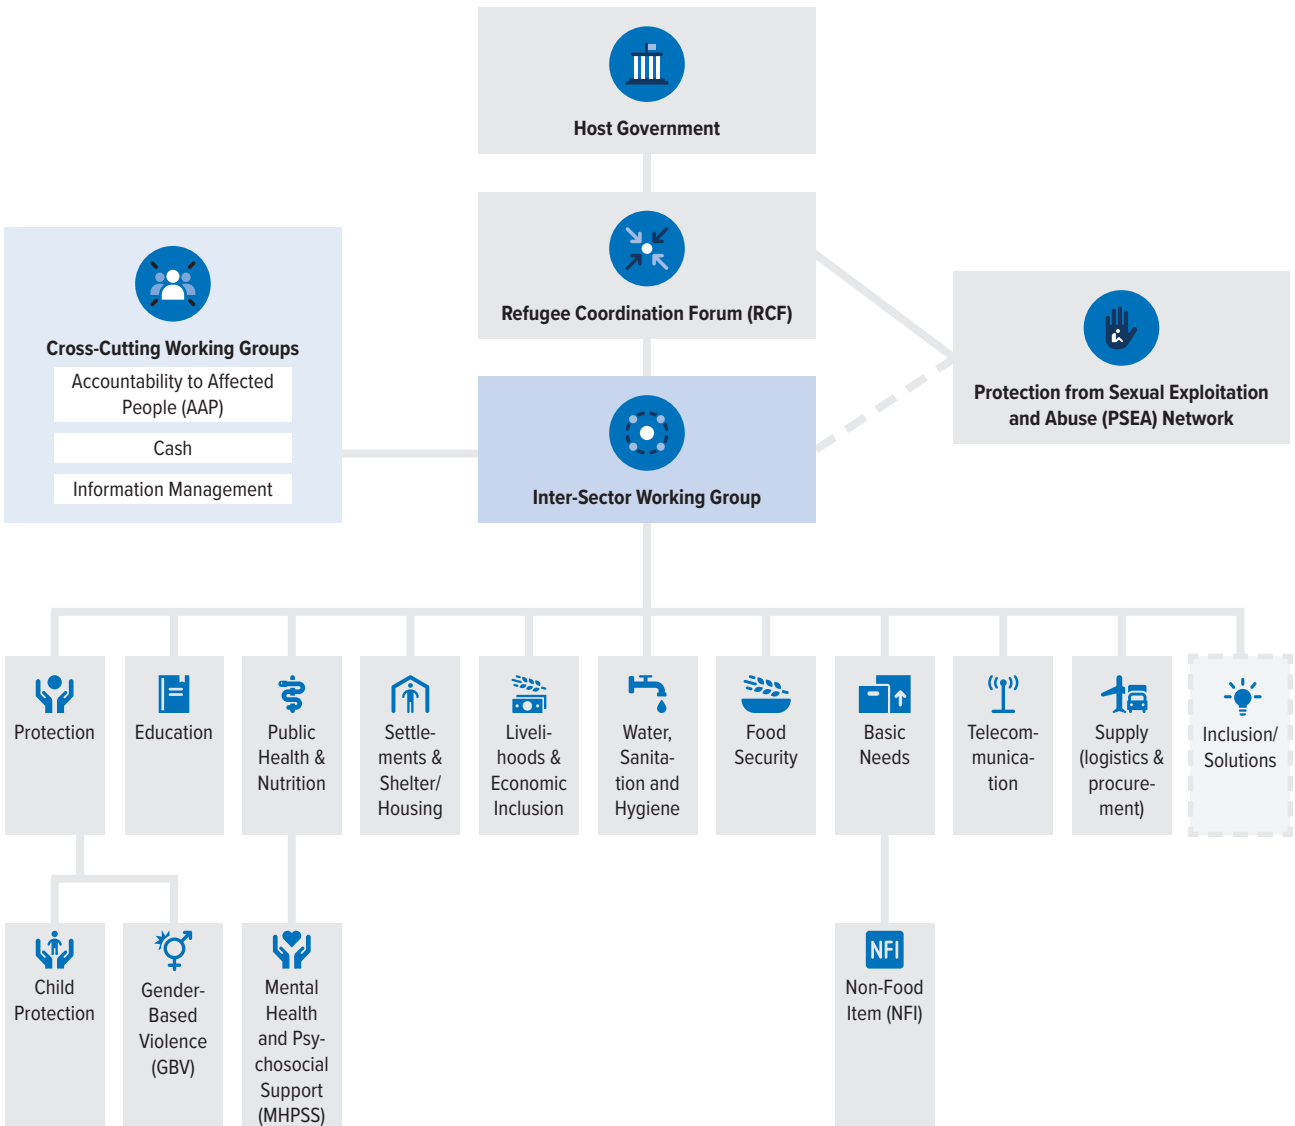 Host Government
Refugee Coordination Forum (RCF)
Cross-Cutting Working Groups
Accountability to Affected
People (AAP)
Cash
Information Management
Protection from Sexual Exploitation
and Abuse (PSEA) Network
Inter-Sector Working Group
Protection
Education
Public
Health &
Nutrition
Settle-
ments &
Shelter/
Housing
Liveli-
hoods &
Economic
Inclusion
Water,
Sanita-
tion and
Hygiene
Food
Security
Basic
Needs
Telecom-
munica-
tion
Supply
(logistics &
procure-
ment)
Inclusion/
Solutions
Child
Protection
Gender-
Based
Violence
(GBV)
Mental
Health
and Psy-
chosocial
Support
(MHPSS)
NFI
Non-Food
Item (NFI)